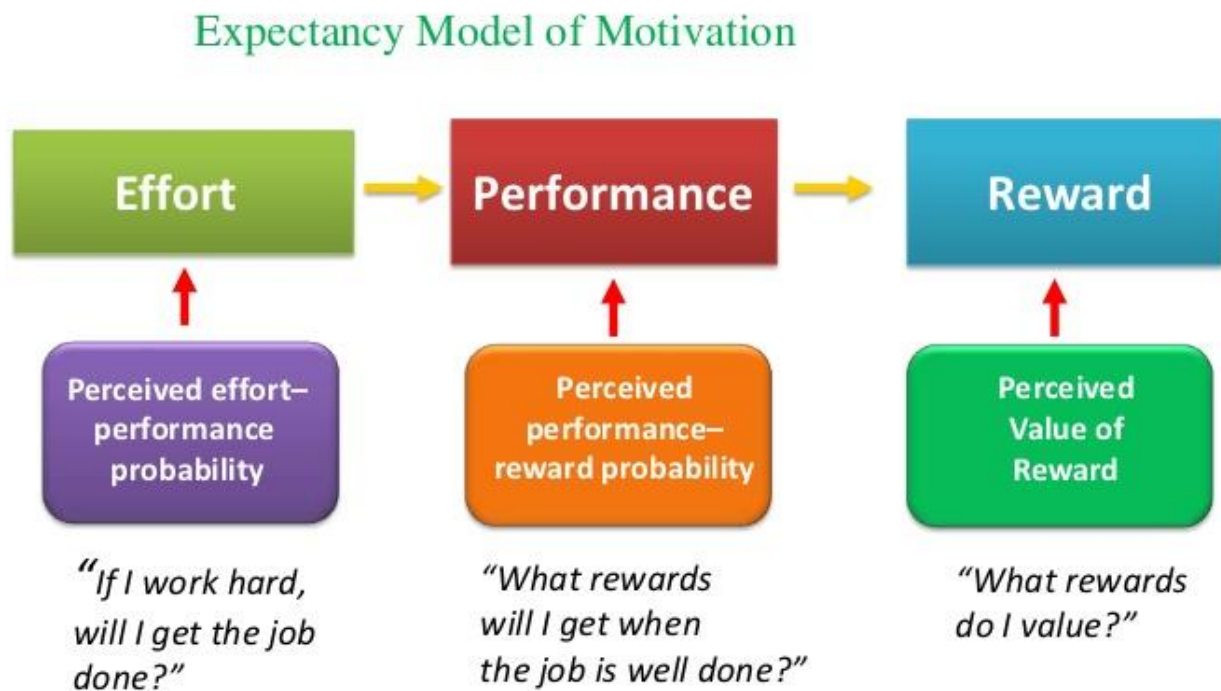 Expectancy Model of Motivation
Effort
Performance
Reward
Perceived effort–
performance
probability
Perceived
performance–
reward probability
Perceived
Value of
Reward
“If I work hard,
will I get the job
done?”
“What rewards
will I get when
the job is well done?”
“What rewards
do I value?”